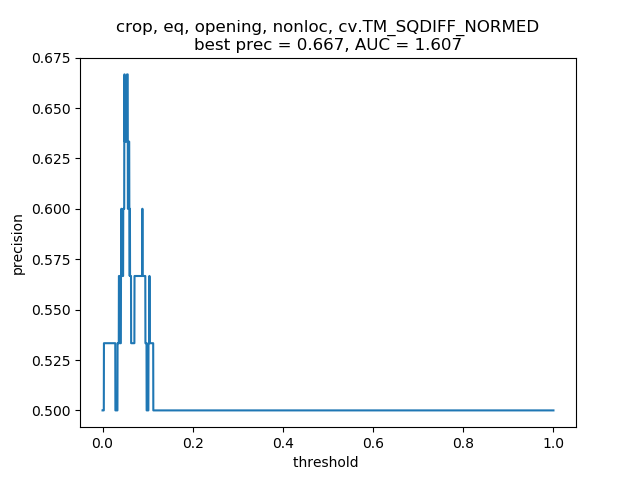 crop, eq, opening, nonloc, cv.TM_SQDIFF_NORMED
best prec = 0.667, AUC = 1.607
0.675
0.650
0.625
0.600
0.575
0.550
0.525
0.500
precision
0.0 0.2 0.4 0.6 0.8 1.0
threshold